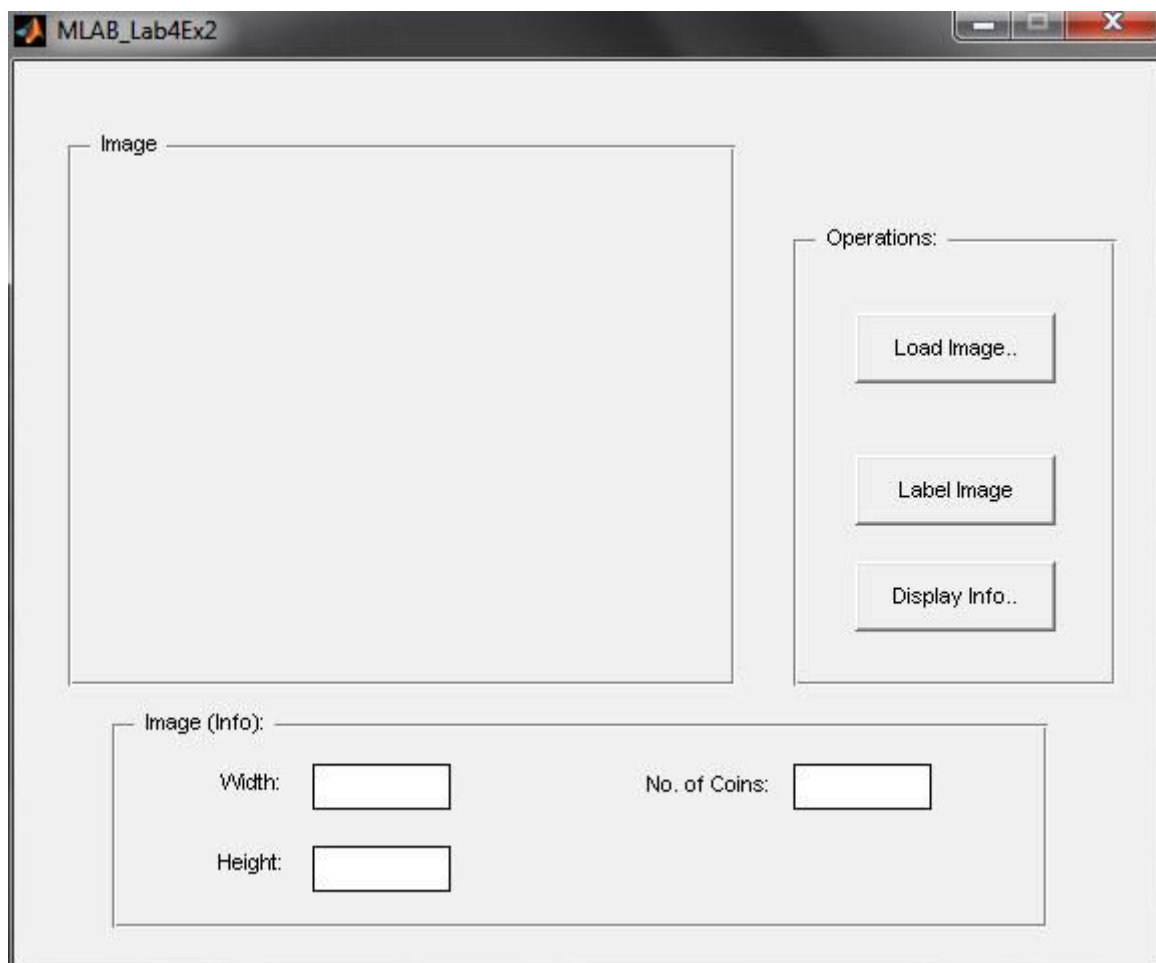 MLAB_Lab4Ex2
Image
Operations:
Load Image..
Label Image
Display Info..
Image (Info):
Width:
No. of Coins:
Height: